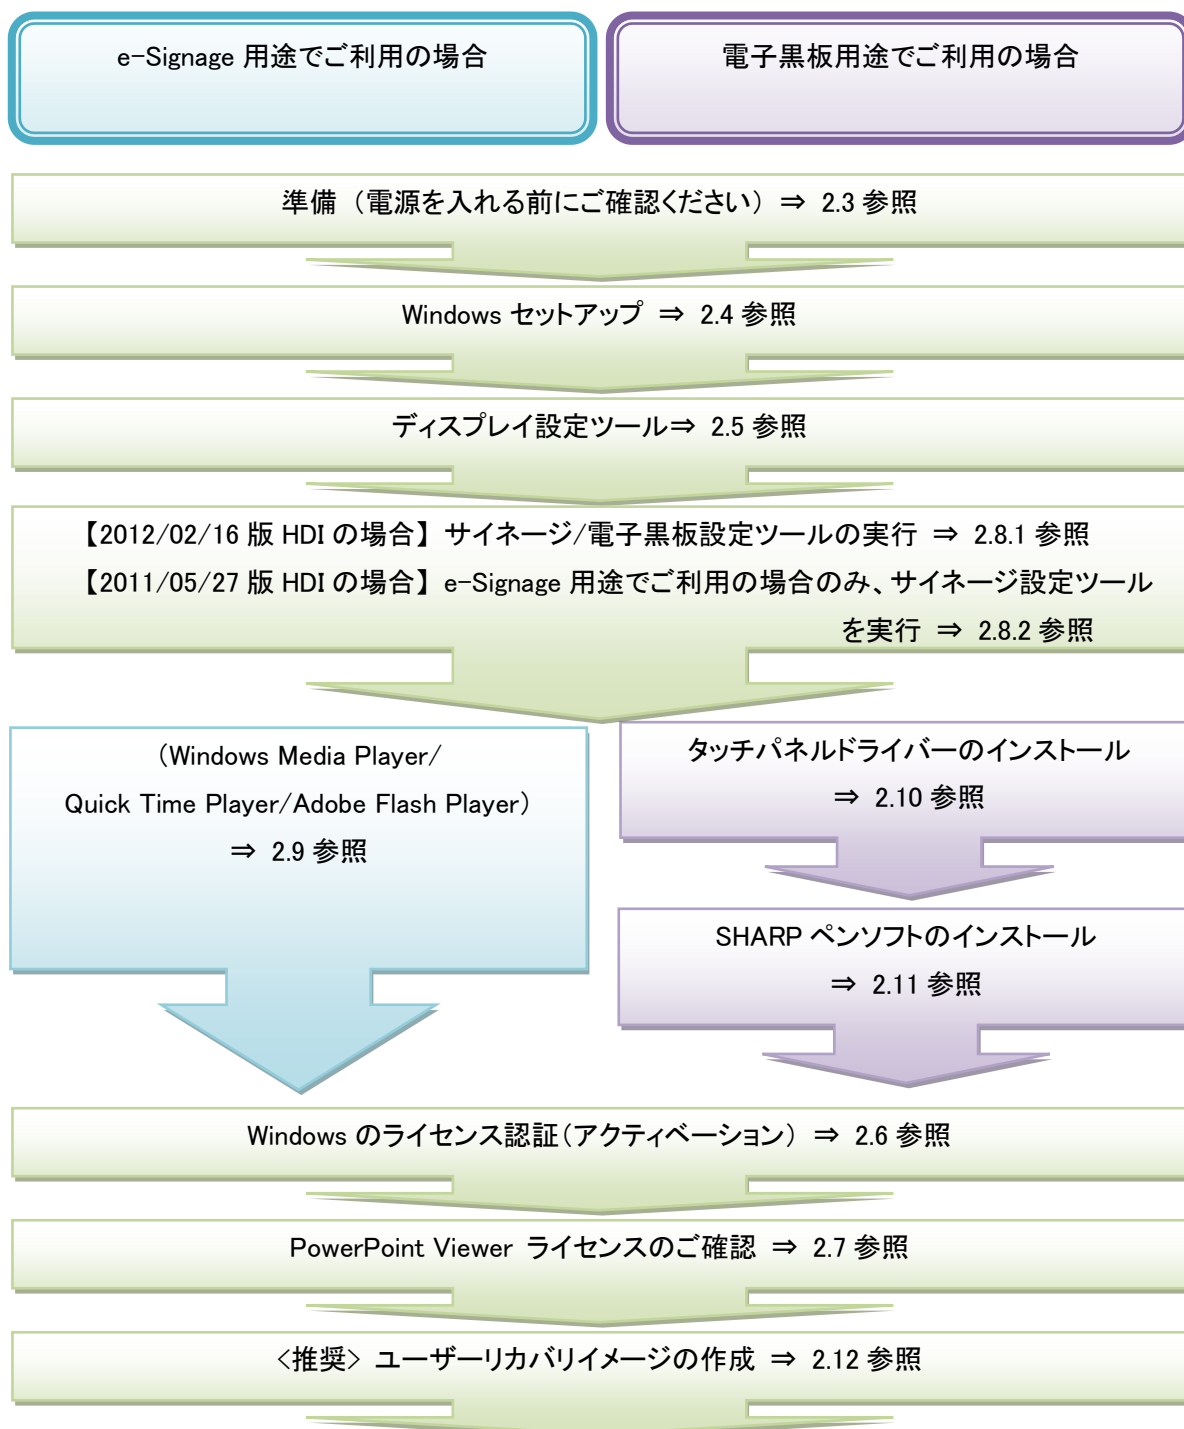 e-Signage 用途でご利用の場合
電子黒板用途でご利用の場合
準備 （電源を入れる前にご確認ください） ⇒ 2.3 参照
Windows セットアップ ⇒ 2.4 参照
ディスプレイ設定ツール⇒ 2.5 参照
【2012/02/16 版 HDI の場合】 サイネージ/電子黒板設定ツールの実行 ⇒ 2.8.1 参照
【2011/05/27 版 HDI の場合】 e-Signage 用途でご利用の場合のみ、サイネージ設定ツール
を実行 ⇒ 2.8.2 参照
（Windows Media Player/
Quick Time Player/Adobe Flash Player）
⇒ 2.9 参照
タッチパネルドライバーのインストール
⇒ 2.10 参照
SHARP ペンソフトのインストール
⇒ 2.11 参照
Windows のライセンス認証（アクティベーション） ⇒ 2.6 参照
PowerPoint Viewer ライセンスのご確認 ⇒ 2.7 参照
＜推奨＞ ユーザーリカバリイメージの作成 ⇒ 2.12 参照